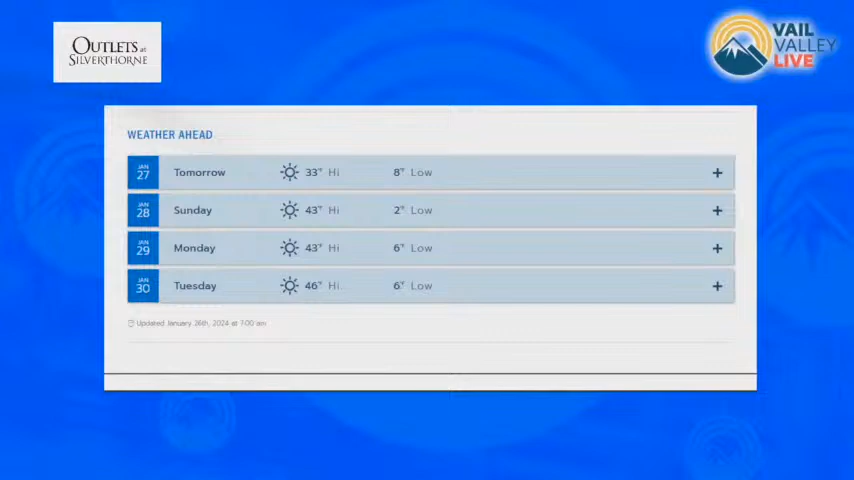 OUTLETS at
SILVERTHORNE
VAIL
VALLEY
LIVE
WEATHER AHEAD
JAN
27
Tomorrow 33° Hi 8° Low +
JAN
28
Sunday 43° Hi 2° Low +
JAN
29
Monday 43° Hi 6° Low +
JAN
30
Tuesday 46° Hi 6° Low +
Updated January 26th, 2024 at 7:00 am